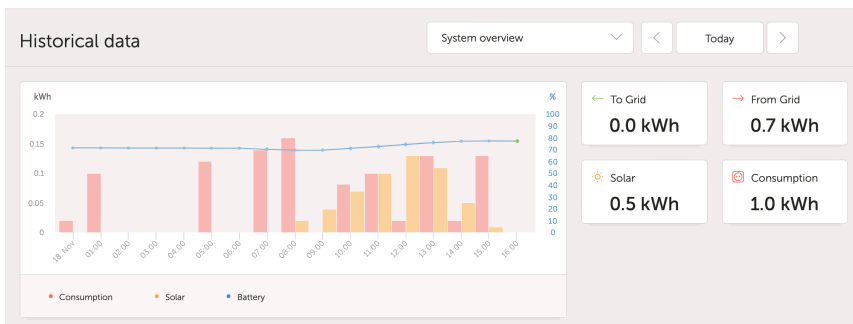 Historical data
System overview
Today
kWh
%
0.2
0.15
0.1
0.05
0
100
90
80
70
60
50
40
30
20
10
0
18. Nov
01:00
02:00
03:00
04:00
05:00
06:00
07:00
08:00
09:00
10:00
11:00
12:00
13:00
14:00
15:00
16:00
Consumption
Solar
Battery
To Grid
0.0 kWh
From Grid
0.7 kWh
Solar
0.5 kWh
Consumption
1.0 kWh